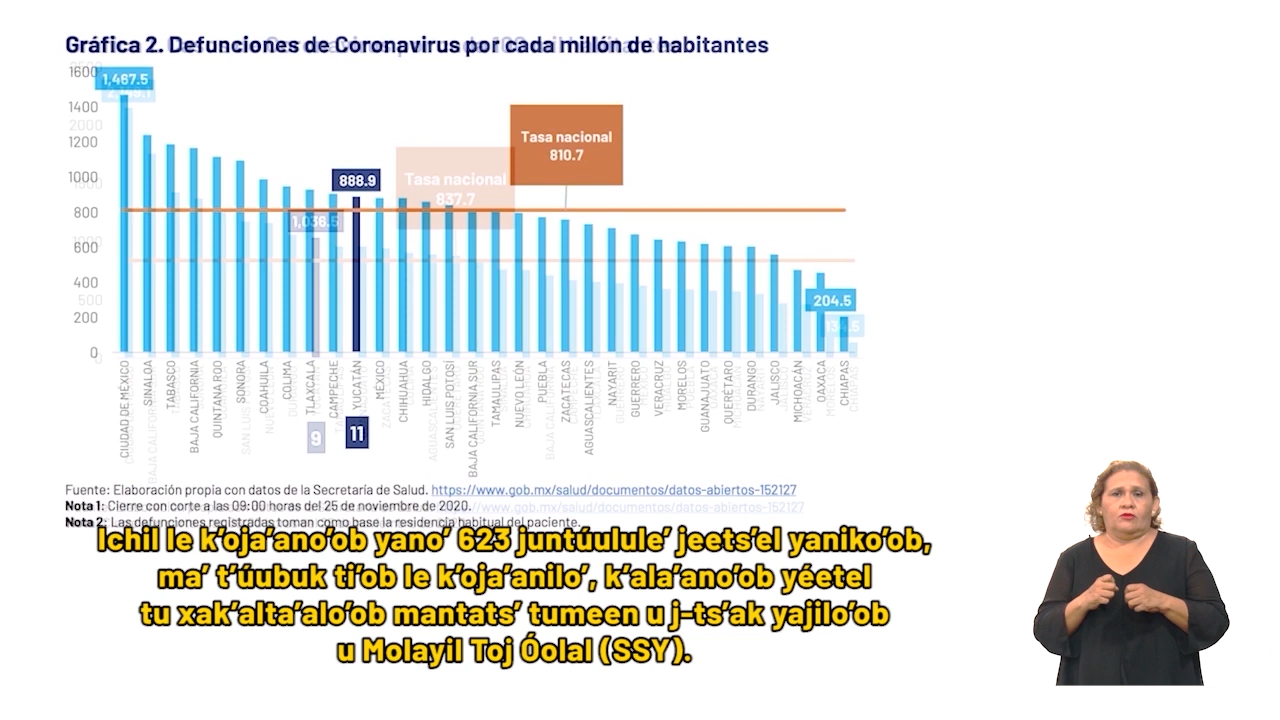 Gráfica 2. Defunciones de Coronavirus por cada millón de habitantes
1600
1400
1200
1000
800
600
400
200
0
1,467.5
888.9
Tasa nacional
810.7
204.5
Tasa nacional
837.7
1,036.5
2000
500
CIUDAD DE MÉXICO
SINALOA
TABASCO
BAJA CALIFORNIA
QUINTANA ROO
SONORA
COAHUILA
COLIMA
TLAXCALA
CAMPECHE
YUCATÁN
MÉXICO
CHIHUAHUA
HIDALGO
SAN LUIS POTOSÍ
BAJA CALIFORNIA SUR
TAMAULIPAS
NUEVO LEÓN
PUEBLA
ZACATECAS
AGUASCALIENTES
NAYARIT
GUERRERO
VERACRUZ
MORELOS
GUANAJUATO
QUERÉTARO
DURANGO
JALISCO
MICHOACÁN
OAXACA
CHIAPAS
9
11
Fuente: Elaboración propia con datos de la Secretaría de Salud. https://www.gob.mx/salud/documentos/datos-abiertos-152127
Nota 1: Cierre con corte a las 09:00 horas del 25 de noviembre de 2020.
Nota 2: Las defunciones registradas toman como base la residencia habitual del paciente.
Ichil le k'oja'ano'ob yano' 623 juntúulule' jeets'el yaniko'ob,
ma' t'úubuk ti'ob le k'oja'anilo', k'ala'ano'ob yéetel
tu xak'alta'alo'ob mantats' tumeen u j-ts'ak yajilo'ob
u Molayil Toj Óolal (SSY).